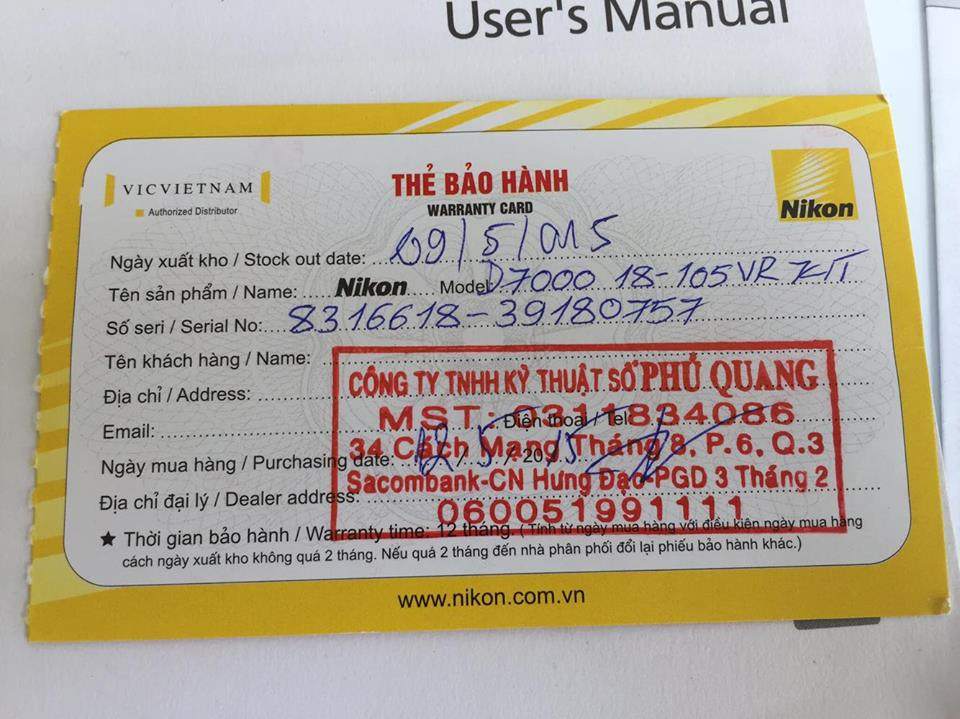 User's Manual
VICVIETNAM
Authorized Distributor
THẺ BẢO HÀNH
WARRANTY CARD
Nikon
Ngày xuất kho / Stock out date: 09/5/015
Tên sản phẩm / Name: Nikon Model: D7000 18-105VR KIT
Số seri / Serial No: 8316618-39180757
Tên khách hàng / Name:
Địa chỉ / Address:
CÔNG TY TNHH KỸ THUẬT SỐ PHÚ QUANG
Email: Điện thoại / Tel:
MST: 0311834086
34 Cách Mạng Tháng 8, P.6, Q.3
Ngày mua hàng / Purchasing date: 12 / 5 / 2015
Sacombank-CN Hưng Đạo-PGD 3 Tháng 2
Địa chỉ đại lý / Dealer address:
060051991111
★ Thời gian bảo hành / Warranty time: 12 tháng. (Tính từ ngày mua hàng với điều kiện ngày mua hàng
cách ngày xuất kho không quá 2 tháng. Nếu quá 2 tháng đến nhà phân phối đổi lại phiếu bảo hành khác.)
www.nikon.com.vn